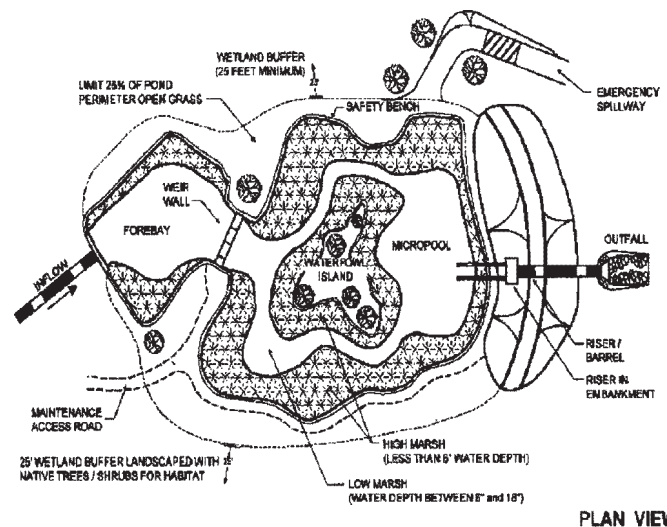 WETLAND BUFFER
(25 FEET MINIMUM)
25'
LIMIT 25% OF POND
PERIMETER OPEN GRASS
SAFETY BENCH
EMERGENCY
SPILLWAY
WEIR
WALL
FOREBAY
INFLOW
WATERFOWL
ISLAND
MICROPOOL
OUTFALL
RISER /
BARREL
RISER IN
EMBANKMENT
MAINTENANCE
ACCESS ROAD
HIGH MARSH
(LESS THAN 6" WATER DEPTH)
25' WETLAND BUFFER LANDSCAPED WITH
NATIVE TREES / SHRUBS FOR HABITAT
25'
LOW MARSH
(WATER DEPTH BETWEEN 6" and 18")
PLAN VIEW